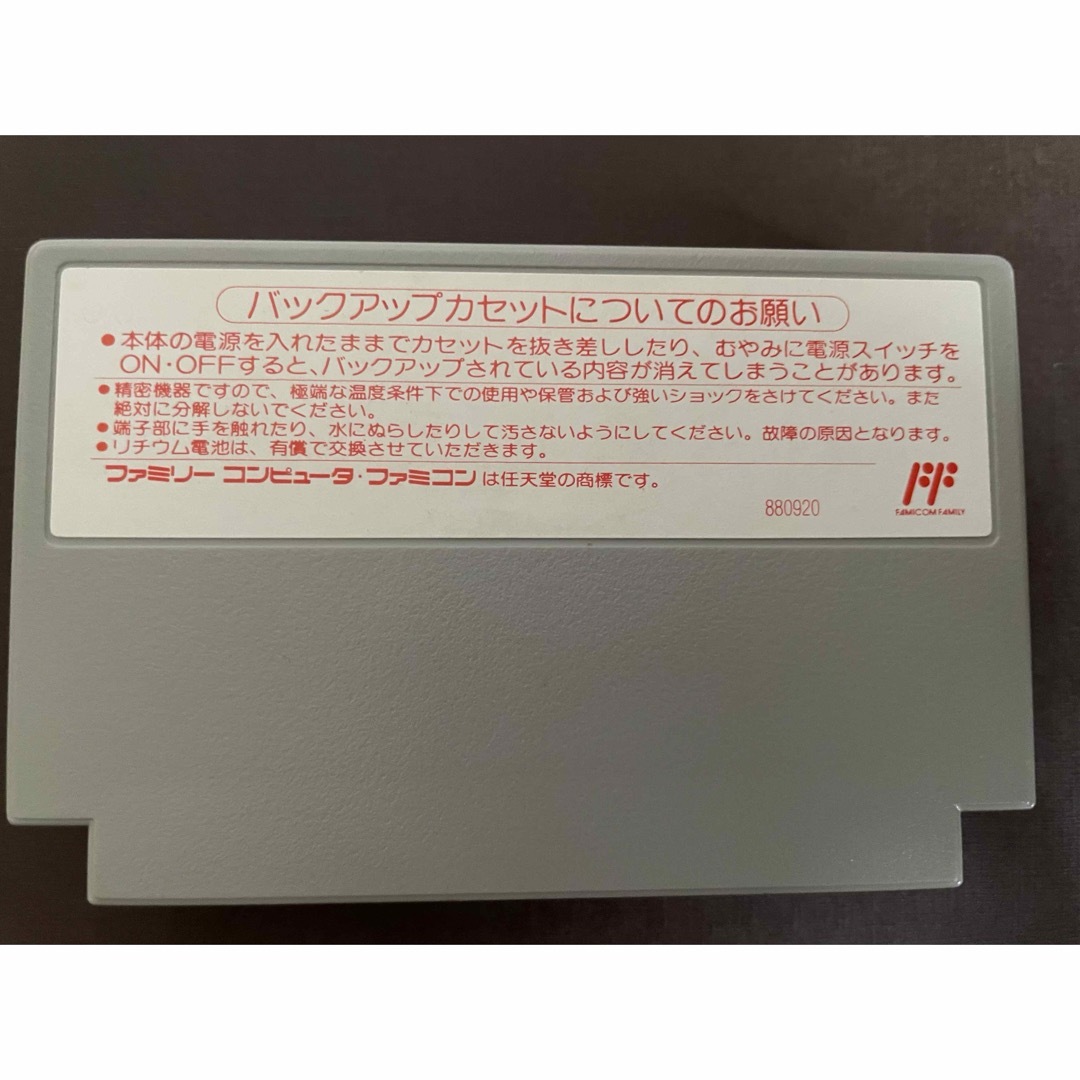 バックアップカセットについてのお願い
●本体の電源を入れたままでカセットを抜き差ししたり、むやみに電源スイッチを
ON・OFFすると、バックアップされている内容が消えてしまうことがあります。
●精密機器ですので、極端な温度条件下での使用や保管および強いショックをさけてください。また
絶対に分解しないでください。
●端子部に手を触れたり、水にぬらしたりして汚さないようにしてください。故障の原因となります。
●リチウム電池は、有償で交換させていただきます。
ファミリー コンピュータ・ファミコンは任天堂の商標です。
880920
FF
FAMICOM FAMILY